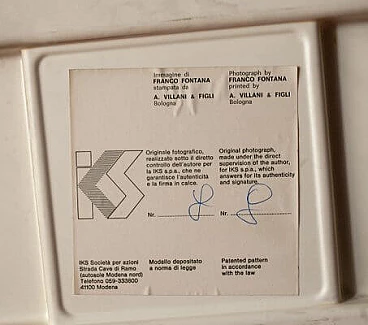 Immagine di
FRANCO FONTANA
stampata da
A. VILLANI & FIGLI
Bologna
Photograph by
FRANCO FONTANA
printed by
A. VILLANI & FIGLI
Bologna
IKS
Originale fotografico,
realizzato sotto il diretto
controllo dell'autore per
la IKS s.p.a., che ne
garantisce l'autenticità
e la firma in calce.
Nr.
Original photograph,
made under the direct
supervision of the author,
for IKS s.p.a., which
answers for its authenticity
and signature.
Nr.
IKS Società per azioni
Strada Cave di Ramo
(autosole Modena nord)
Telefono 059-333800
41100 Modena
Modello depositato
a norma di legge
Patented pattern
in accordance
with the law